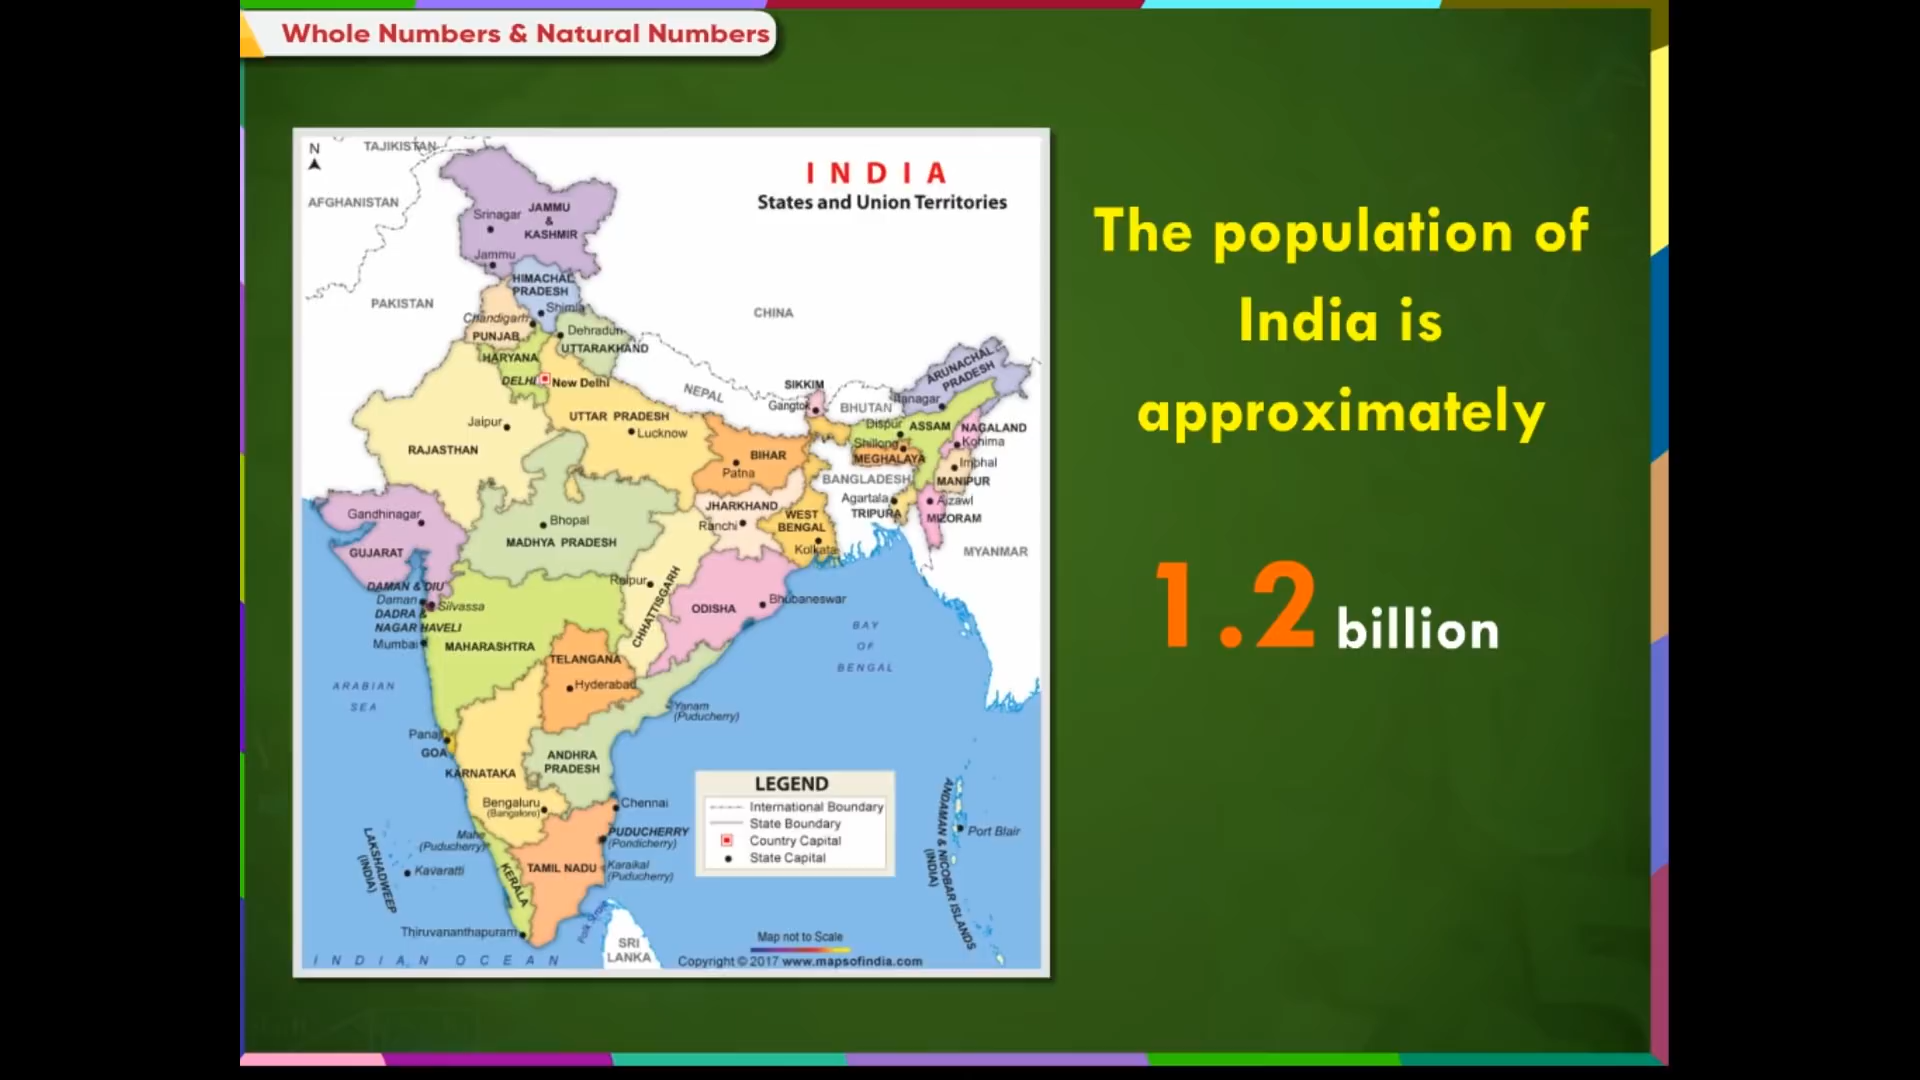 Whole Numbers & Natural Numbers
N
TAJIKISTAN
INDIA
States and Union Territories
AFGHANISTAN
Srinagar
JAMMU
&
KASHMIR
Jammu
HIMACHAL
PRADESH
Shimla
PAKISTAN
CHINA
Chandigarh
PUNJAB
Dehradun
UTTARAKHAND
HARYANA
DELHI
New Delhi
NEPAL
SIKKIM
Gangtok
BHUTAN
ARUNACHAL
PRADESH
Itanagar
Jaipur
RAJASTHAN
UTTAR PRADESH
Lucknow
BIHAR
Patna
Dispur
ASSAM
NAGALAND
Kohima
Shillong
MEGHALAYA
Imphal
MANIPUR
BANGLADESH
Agartala
TRIPURA
Aizawl
MIZORAM
MYANMAR
Gandhinagar
GUJARAT
Bhopal
MADHYA PRADESH
JHARKHAND
Ranchi
WEST
BENGAL
Kolkata
DAMAN & DIU
Daman
Silvassa
DADRA &
NAGAR HAVELI
Mumbai
MAHARASHTRA
Raipur
CHHATTISGARH
ODISHA
Bhubaneswar
BAY
OF
BENGAL
TELANGANA
Hyderabad
ARABIAN
SEA
Yanam
(Puducherry)
Panaji
GOA
KARNATAKA
ANDHRA
PRADESH
Bengaluru
(Bangalore)
Chennai
Mahe
(Puducherry)
PUDUCHERRY
(Pondicherry)
LAKSHADWEEP
(INDIA)
Kavaratti
KERALA
TAMIL NADU
Karaikal
(Puducherry)
Thiruvananthapuram
Palk Strait
SRI
LANKA
INDIAN OCEAN
LEGEND
International Boundary
State Boundary
Country Capital
State Capital
ANDAMAN & NICOBAR ISLANDS
(INDIA)
Port Blair
Map not to Scale
Copyright © 2017 www.mapsofindia.com
The population of
India is
approximately
1.2 billion